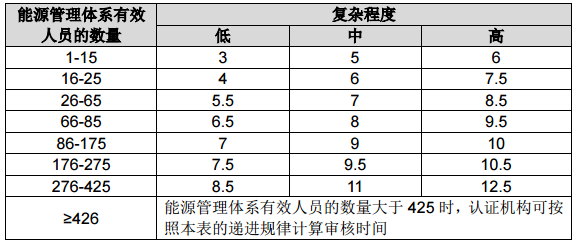 能源管理体系有效人员的数量 复杂程度
低 中 高
1-15 3 5 6
16-25 4 6 7.5
26-65 5.5 7 8.5
66-85 6.5 8 9.5
86-175 7 9 10
176-275 7.5 9.5 10.5
276-425 8.5 11 12.5
≥426 能源管理体系有效人员的数量大于 425 时，认证机构可按
照本表的递进规律计算审核时间